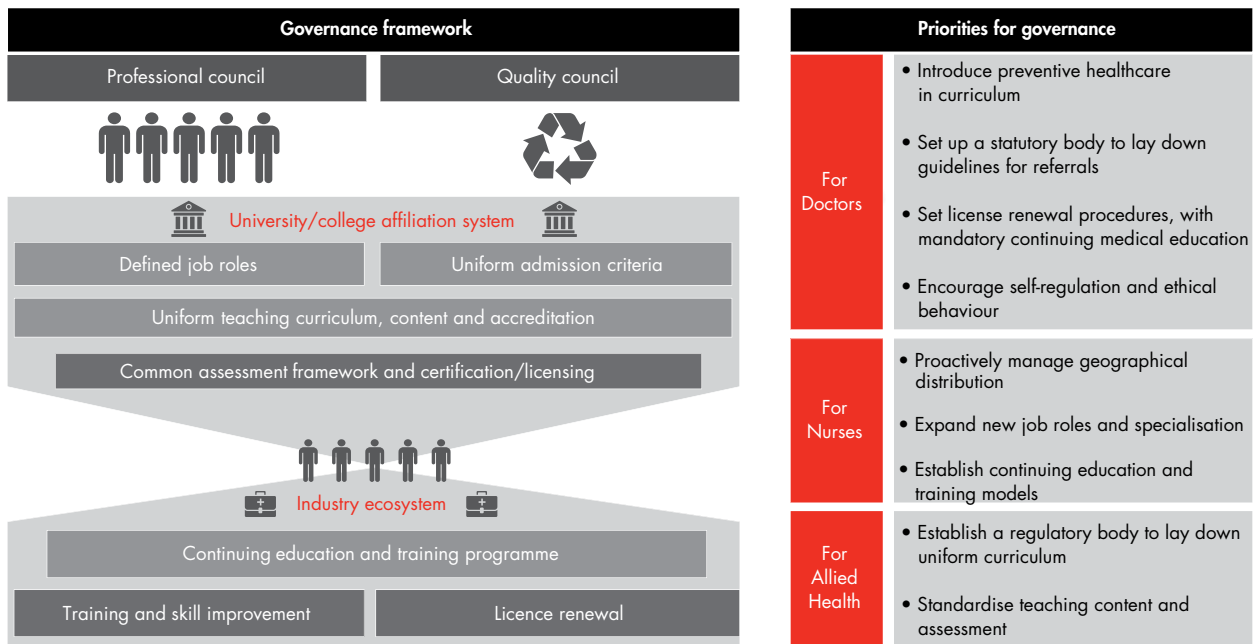 Governance framework
Professional council
Quality council
University/college affiliation system
Defined job roles
Uniform admission criteria
Uniform teaching curriculum, content and accreditation
Common assessment framework and certification/licensing
Industry ecosystem
Continuing education and training programme
Training and skill improvement
Licence renewal
Priorities for governance
For
Doctors
• Introduce preventive healthcare
in curriculum
• Set up a statutory body to lay down
guidelines for referrals
• Set license renewal procedures, with
mandatory continuing medical education
• Encourage self-regulation and ethical
behaviour
For
Nurses
• Proactively manage geographical
distribution
• Expand new job roles and specialisation
• Establish continuing education and
training models
For
Allied
Health
• Establish a regulatory body to lay down
uniform curriculum
• Standardise teaching content and
assessment